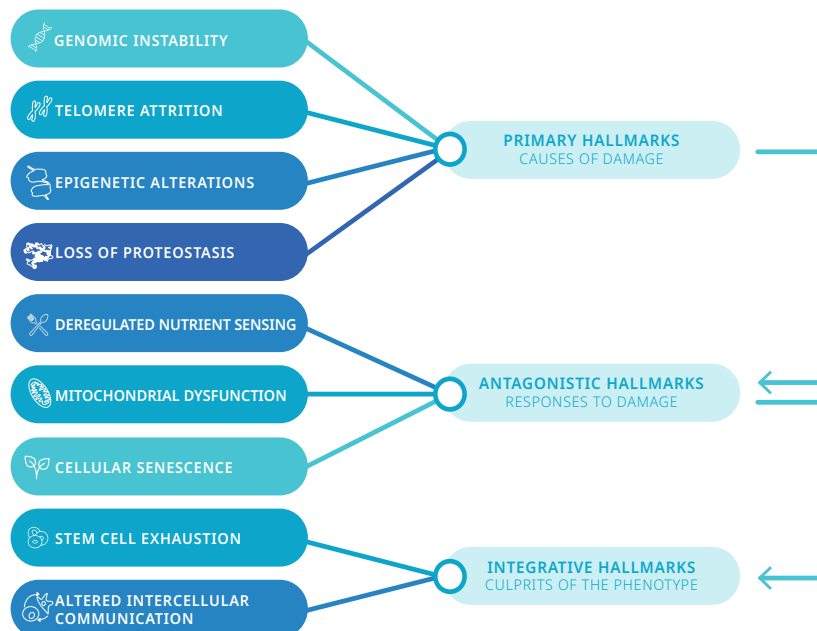 GENOMIC INSTABILITY
TELOMERE ATTRITION
EPIGENETIC ALTERATIONS
LOSS OF PROTEOSTASIS
PRIMARY HALLMARKS
CAUSES OF DAMAGE
DEREGULATED NUTRIENT SENSING
MITOCHONDRIAL DYSFUNCTION
CELLULAR SENESCENCE
ANTAGONISTIC HALLMARKS
RESPONSES TO DAMAGE
STEM CELL EXHAUSTION
ALTERED INTERCELLULAR
COMMUNICATION
INTEGRATIVE HALLMARKS
CULPRITS OF THE PHENOTYPE